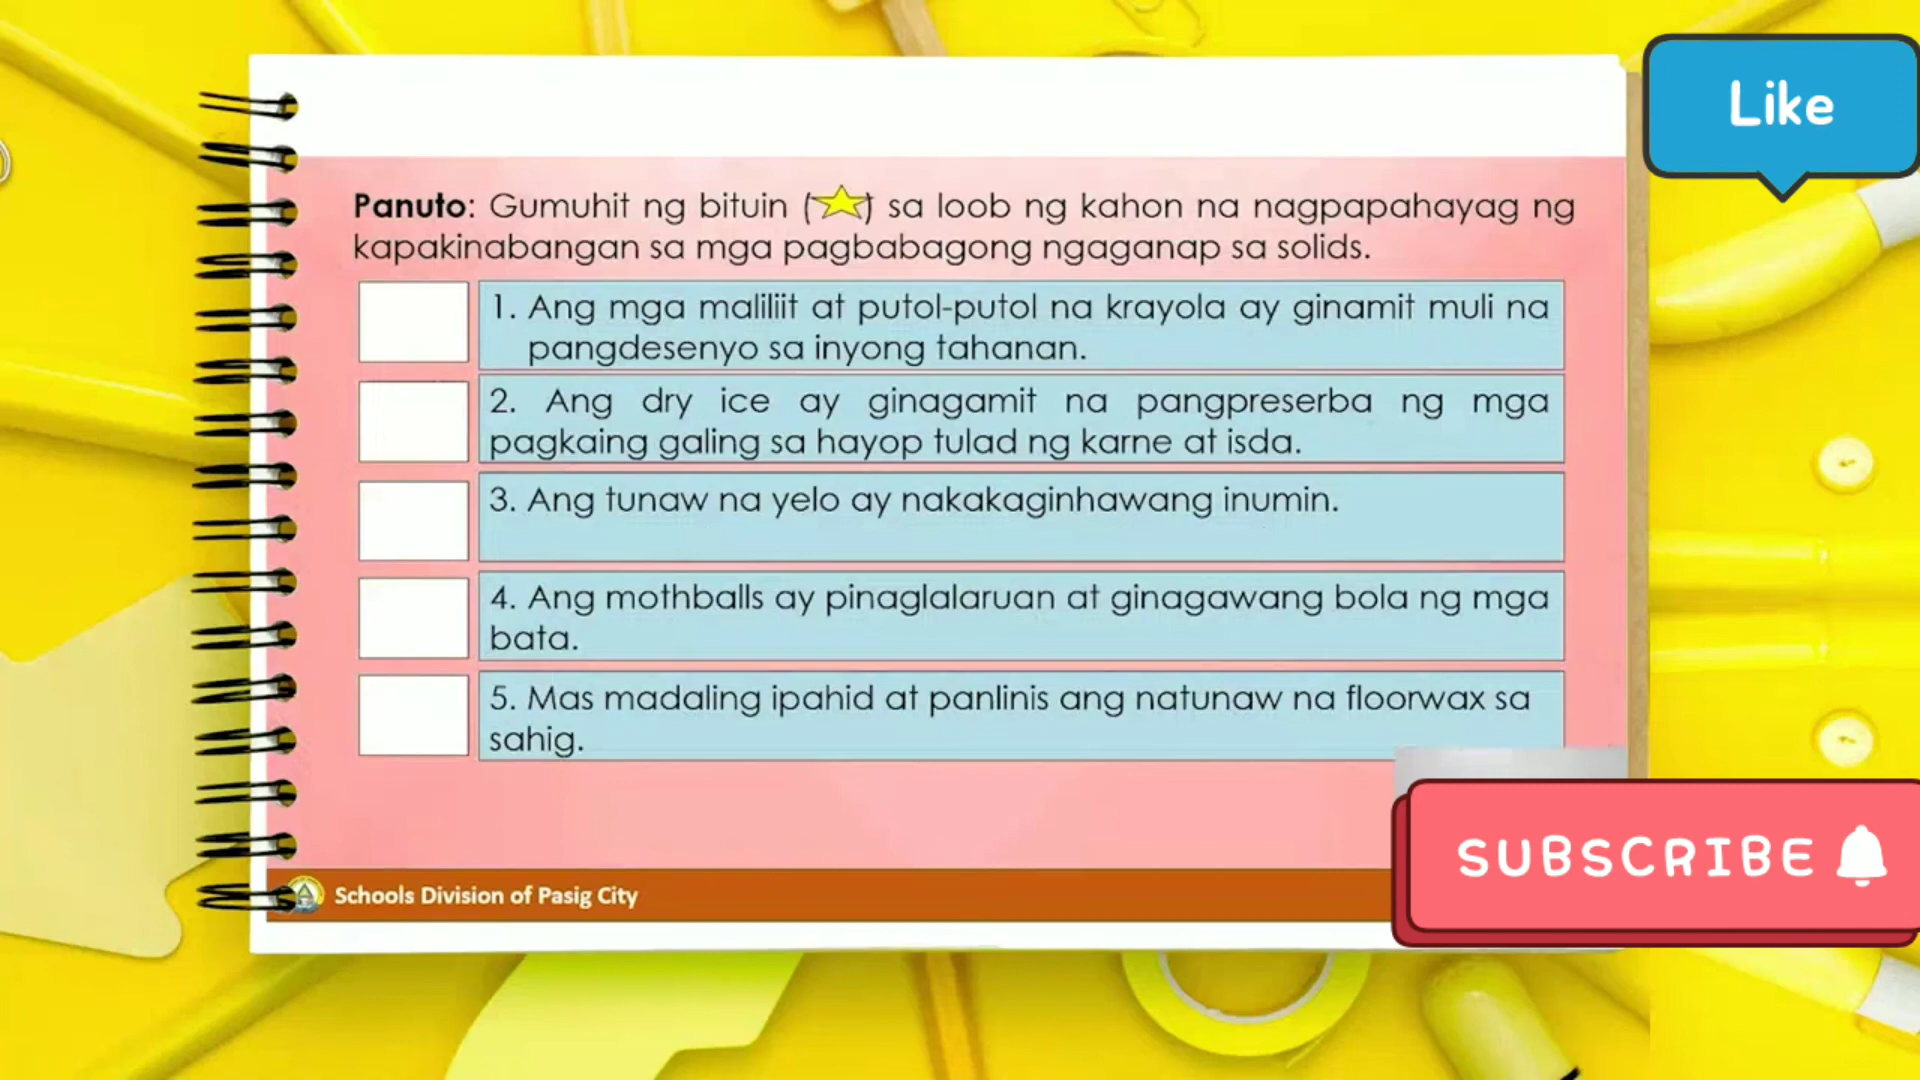 Like
Panuto: Gumuhit ng bituin ( ) sa loob ng kahon na nagpapahayag ng
kapakinabangan sa mga pagbabagong ngaganap sa solids.
1. Ang mga maliliit at putol-putol na krayola ay ginamit muli na
pangdesenyo sa inyong tahanan.
2. Ang dry ice ay ginagamit na pangpreserba ng mga
pagkaing galing sa hayop tulad ng karne at isda.
3. Ang tunaw na yelo ay nakakaginhawang inumin.
4. Ang mothballs ay pinaglalaruan at ginagawang bola ng mga
bata.
5. Mas madaling ipahid at panlinis ang natunaw na floorwax sa
sahig.
SUBSCRIBE
Schools Division of Pasig City